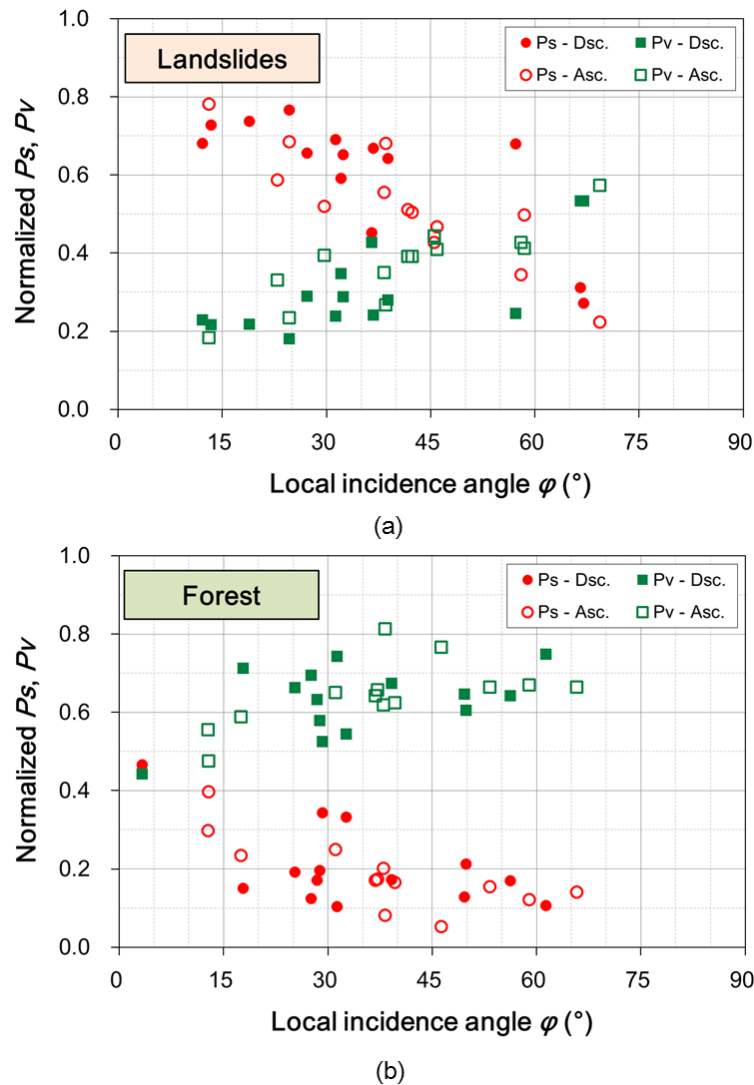 1.0
Landslides
Ps - Dsc. Pv - Dsc.
Ps - Asc. Pv - Asc.
0.8
0.6
0.4
0.2
0.0
Normalized Ps, Pv
0 15 30 45 60 75 90
Local incidence angle φ (°)
(a)
1.0
Forest
Ps - Dsc. Pv - Dsc.
Ps - Asc. Pv - Asc.
0.8
0.6
0.4
0.2
0.0
Normalized Ps, Pv
0 15 30 45 60 75 90
Local incidence angle φ (°)
(b)